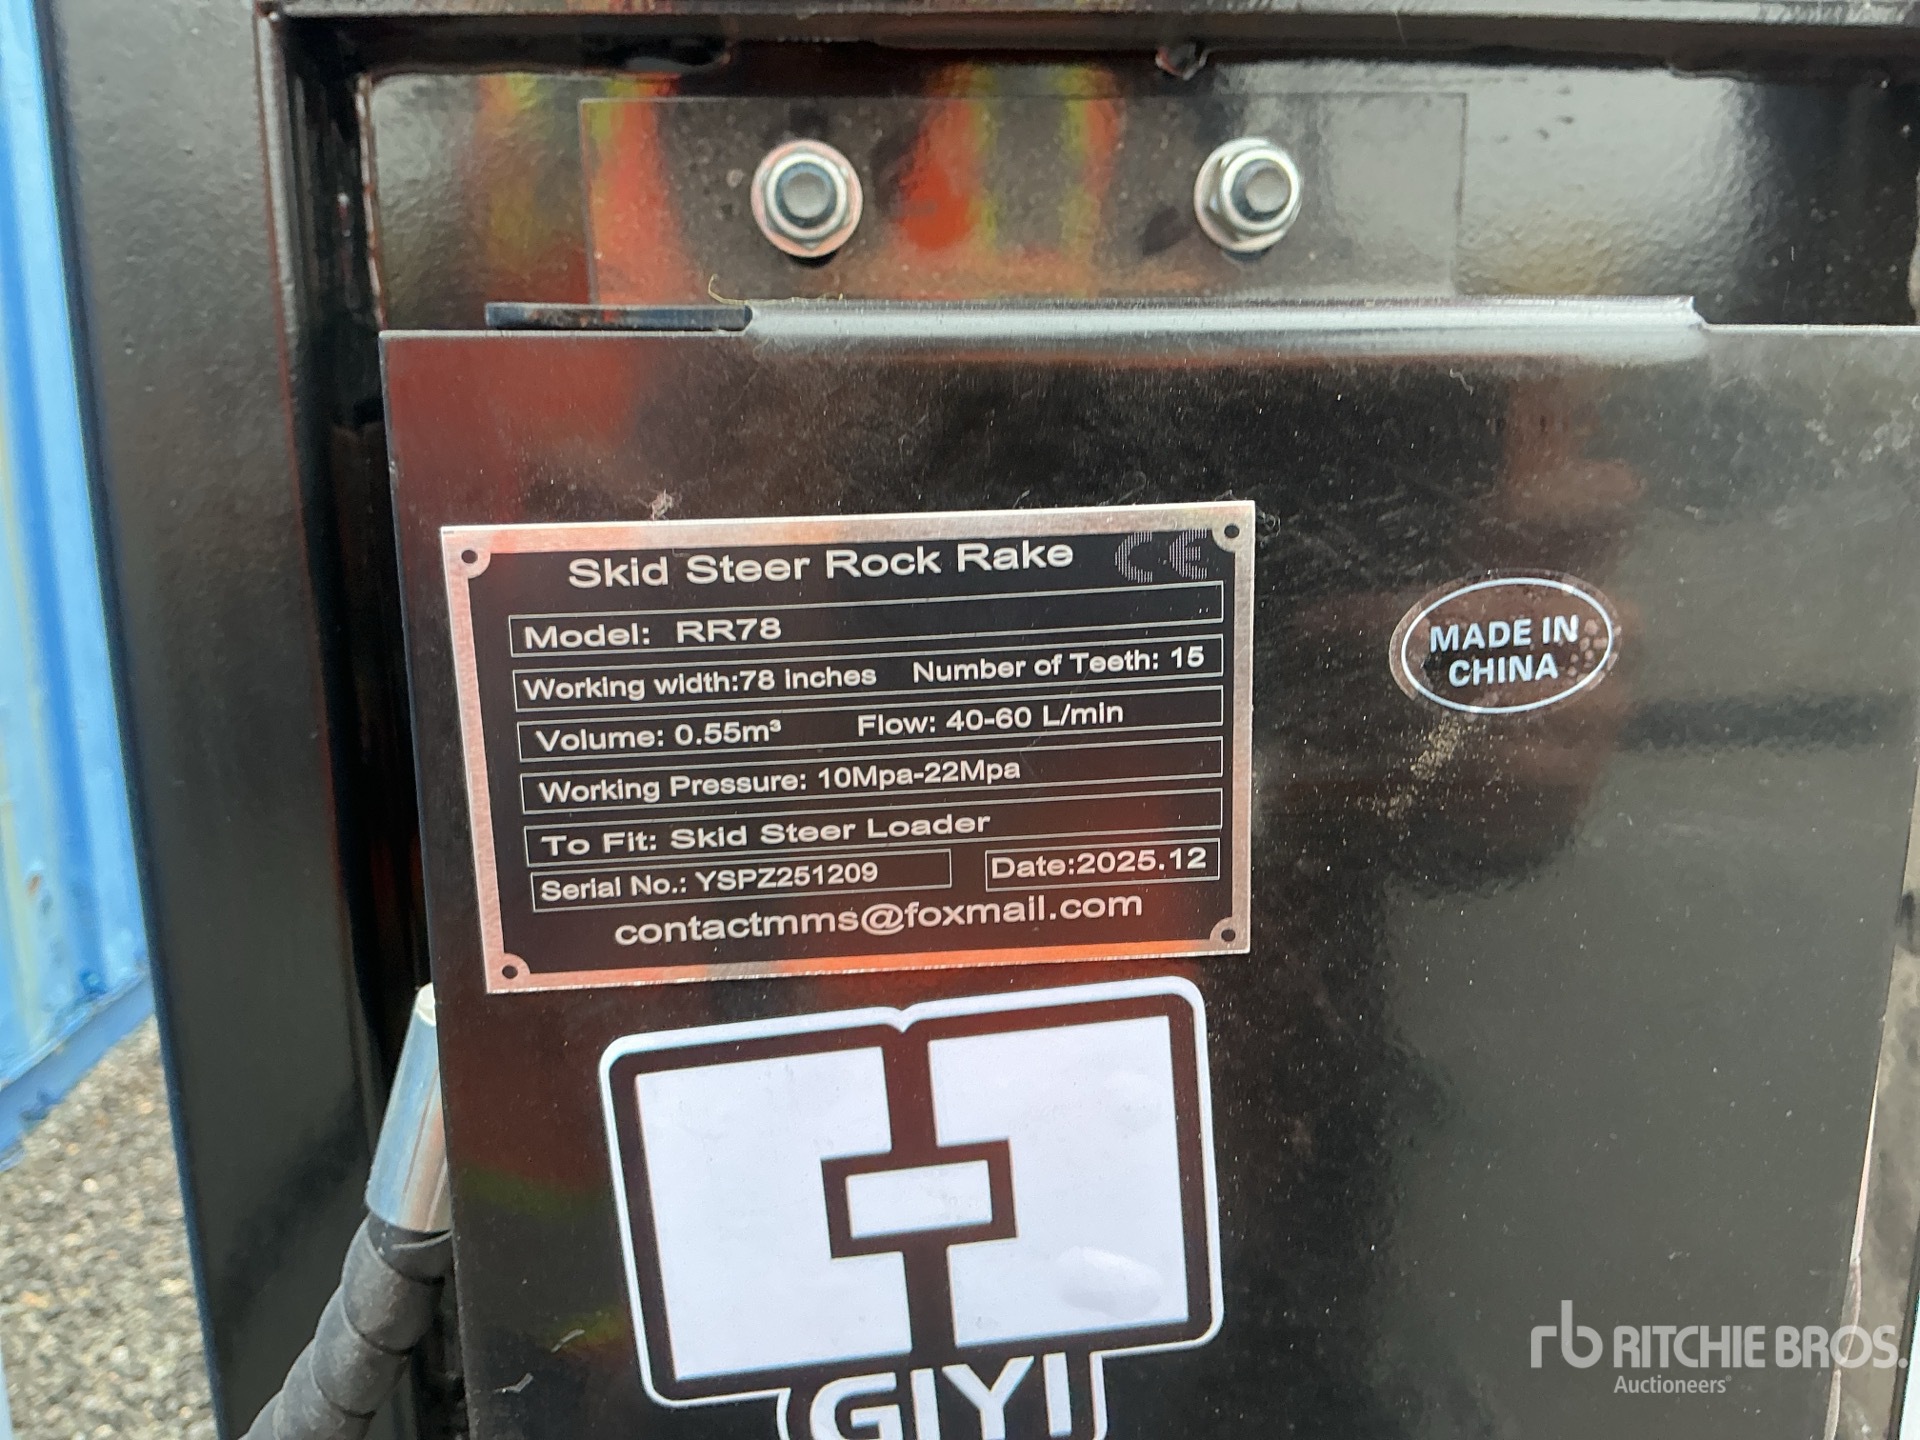 Skid Steer Rock Rake CE
Model: RR78
Working width:78 inches Number of Teeth: 15
Volume: 0.55m³ Flow: 40-60 L/min
Working Pressure: 10Mpa-22Mpa
To Fit: Skid Steer Loader
Serial No.: YSPZ251209 Date:2025.12
contactmms@foxmail.com
MADE IN
CHINA
GIYI
rb RITCHIE BROS.
Auctioneers